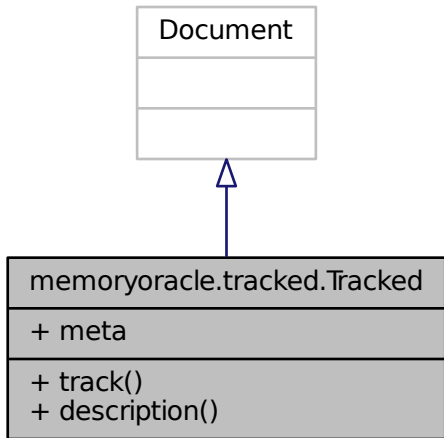 Document
memoryoracle.tracked.Tracked
+ meta
+ track()
+ description()